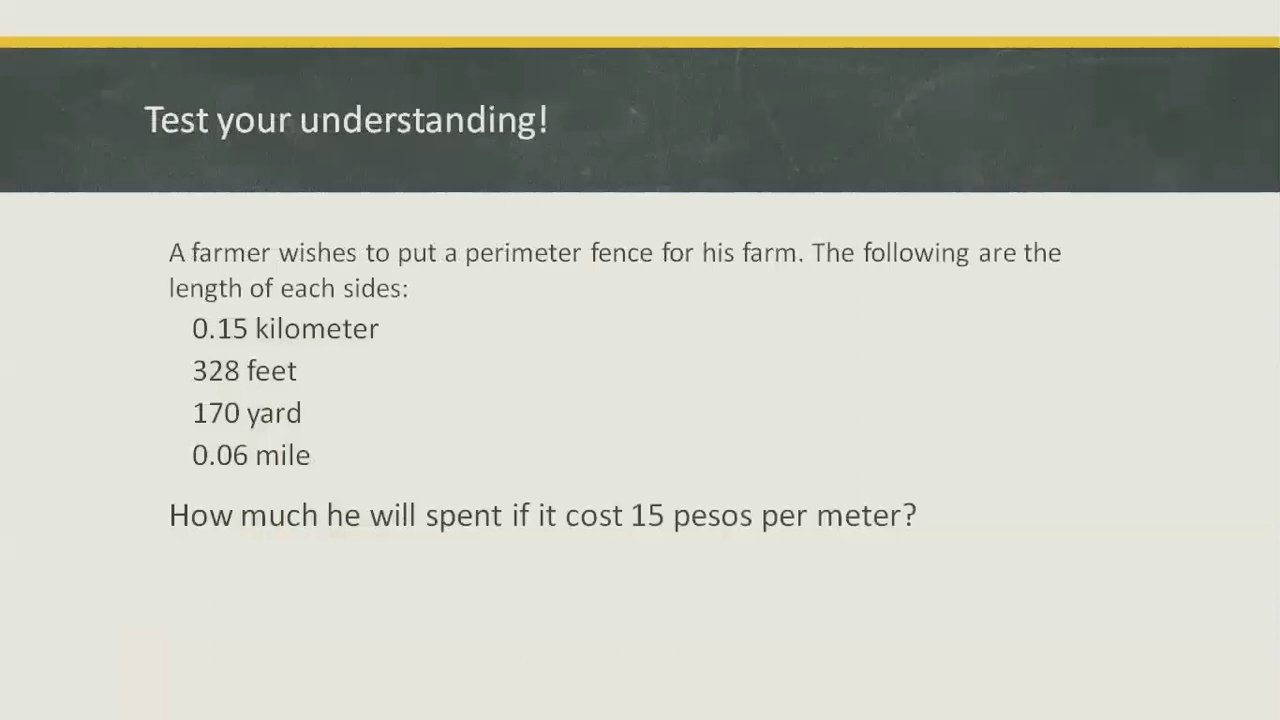 Test your understanding!
A farmer wishes to put a perimeter fence for his farm. The following are the
length of each sides:
0.15 kilometer
328 feet
170 yard
0.06 mile
How much he will spent if it cost 15 pesos per meter?